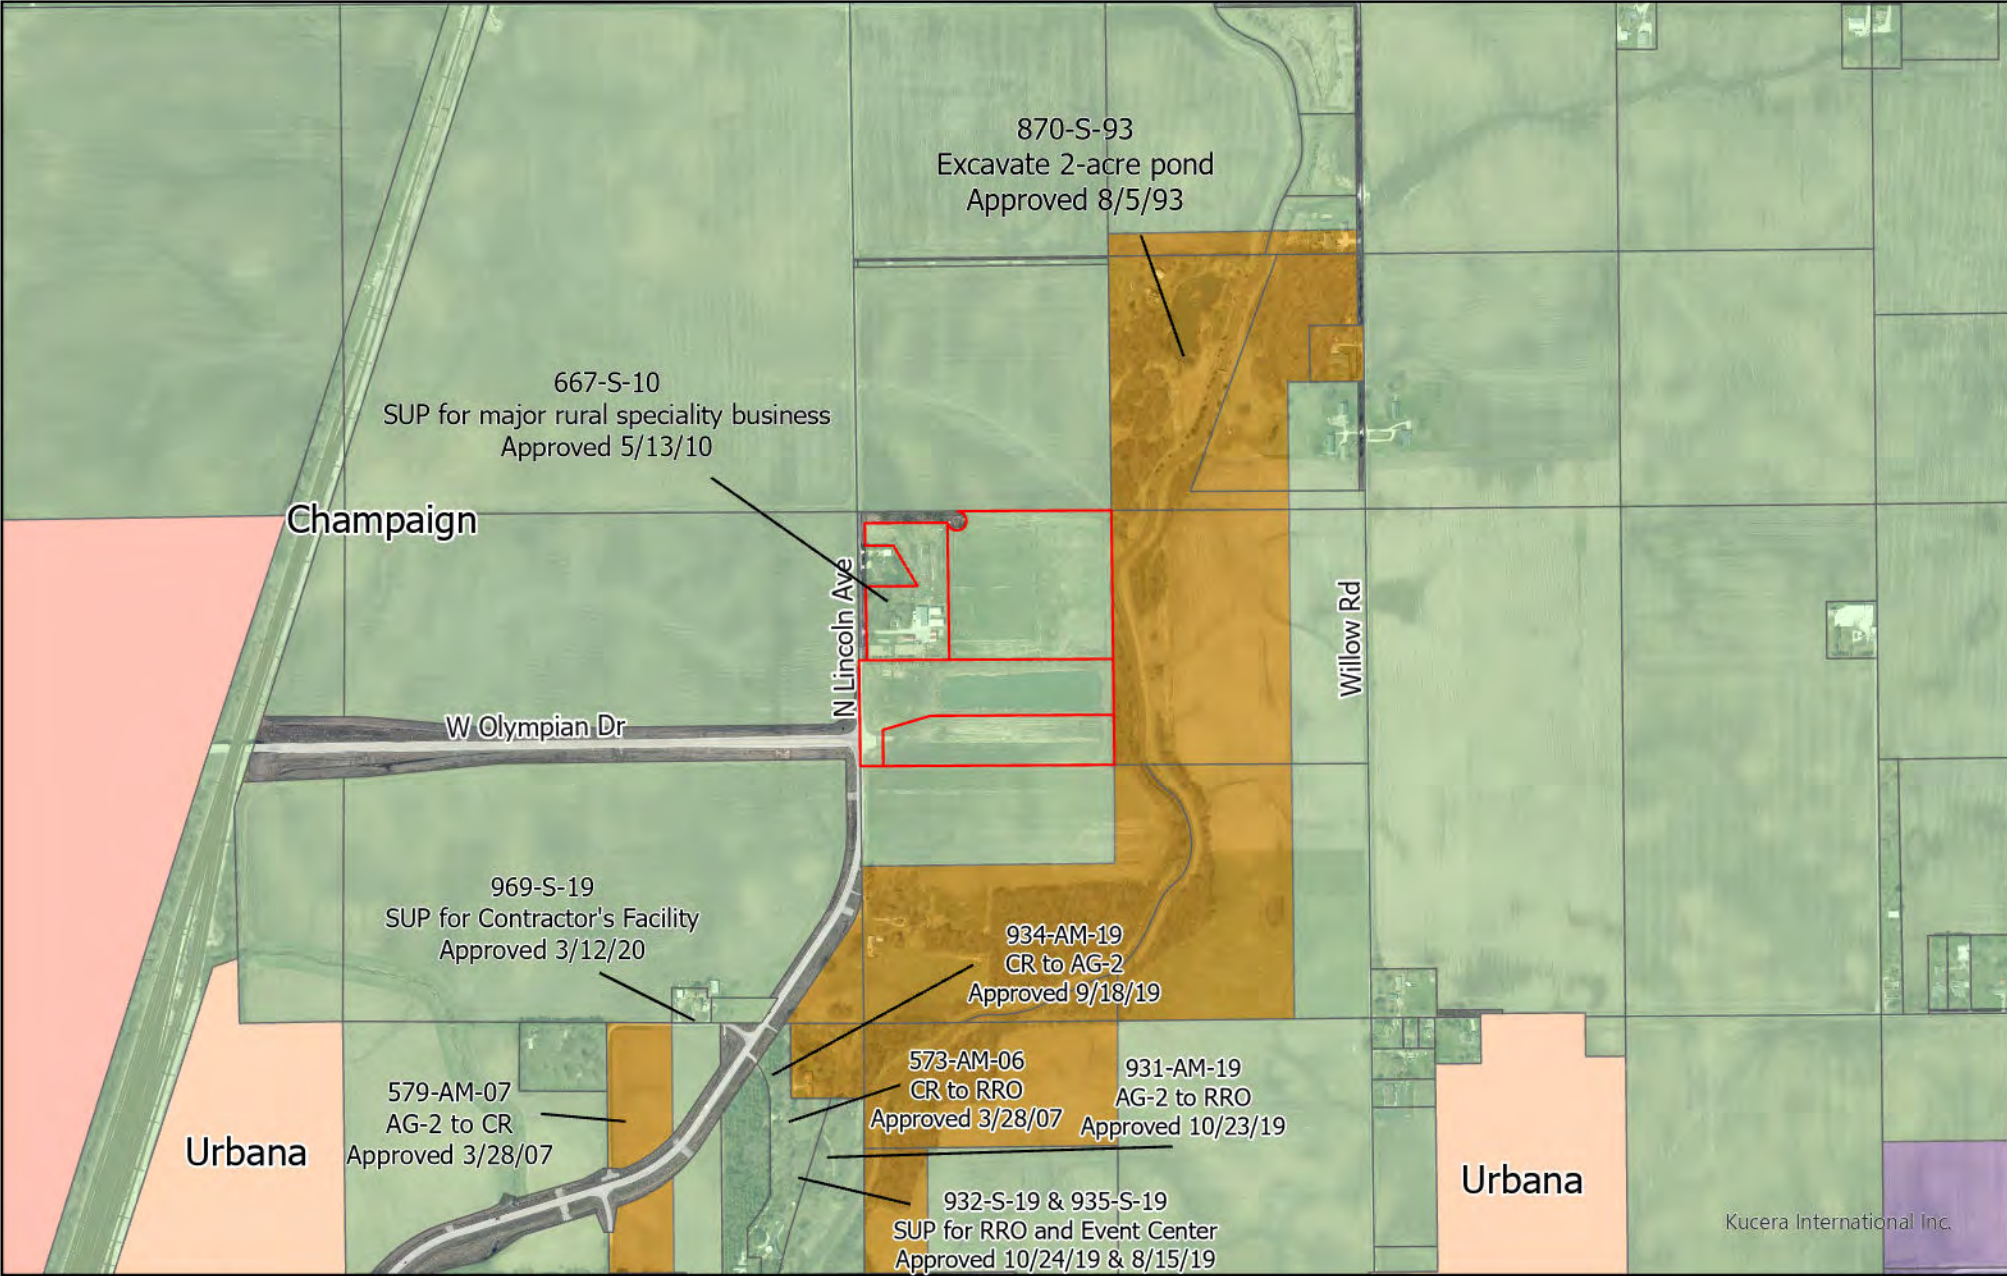 870-S-93
Excavate 2-acre pond
Approved 8/5/93
667-S-10
SUP for major rural speciality business
Approved 5/13/10
Champaign
N Lincoln Ave
Willow Rd
W Olympian Dr
969-S-19
SUP for Contractor's Facility
Approved 3/12/20
934-AM-19
CR to AG-2
Approved 9/18/19
573-AM-06
CR to RRO
Approved 3/28/07
931-AM-19
AG-2 to RRO
Approved 10/23/19
579-AM-07
AG-2 to CR
Approved 3/28/07
Urbana
Urbana
932-S-19 & 935-S-19
SUP for RRO and Event Center
Approved 10/24/19 & 8/15/19
Kucera International Inc.